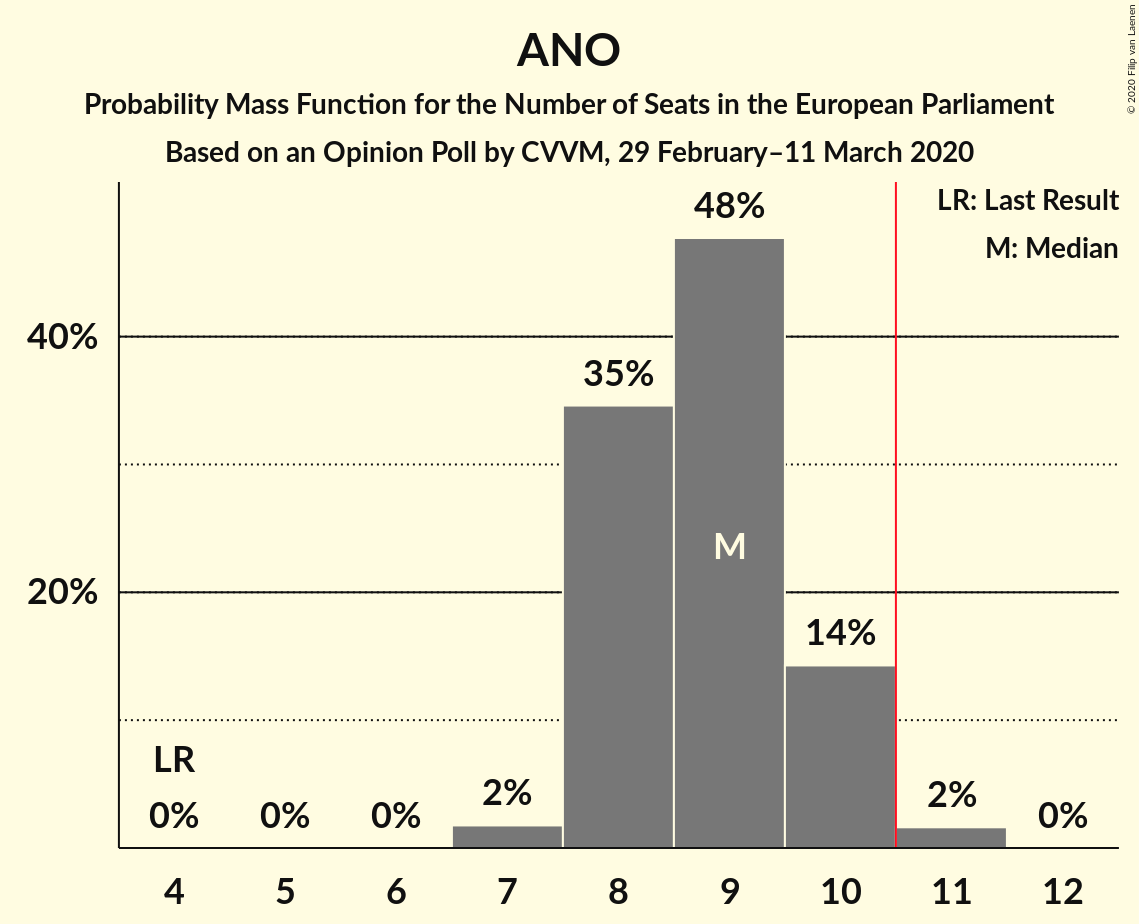 ANO
Probability Mass Function for the Number of Seats in the European Parliament
Based on an Opinion Poll by CVVM, 29 February–11 March 2020
© 2020 Filip van Laenen
LR: Last Result
M: Median
48%
40%
35%
M
20%
14%
LR
0% 0% 0% 2% 2% 0%
4 5 6 7 8 9 10 11 12